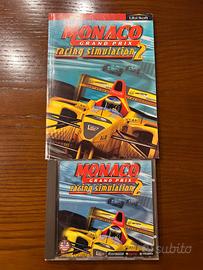 Ubi Soft
MONACO
GRAND PRIX
racing simulation 2
MONACO
GRAND PRIX
racing simulation 2
subito